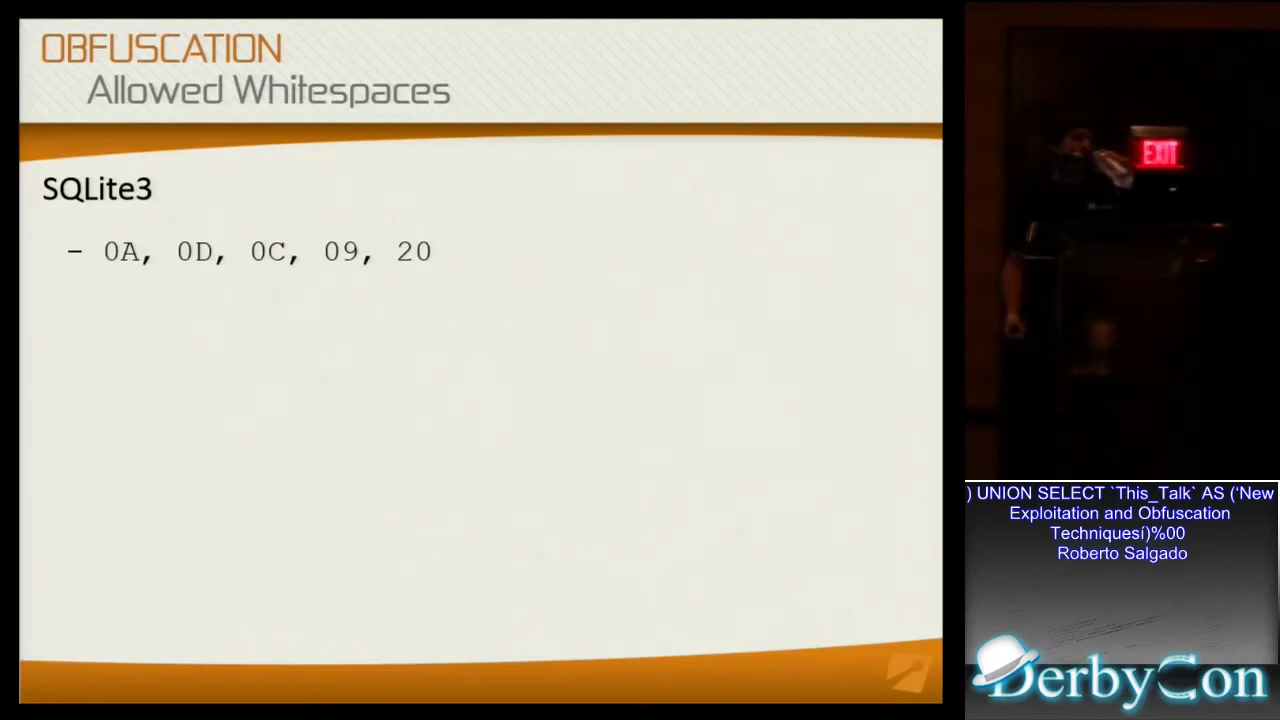 OBFUSCATION
Allowed Whitespaces
SQLite3
- 0A, 0D, 0C, 09, 20
EXIT
) UNION SELECT `This_Talk` AS (‘New
Exploitation and Obfuscation
Techniquesí)%00
Roberto Salgado
DerbyCon